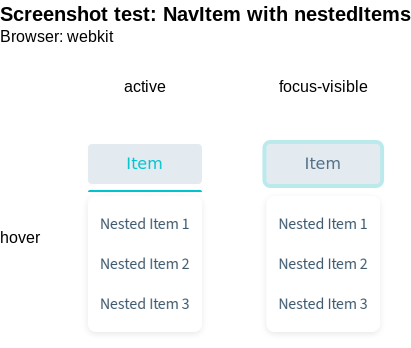 Screenshot test: NavItem with nestedItems
Browser: webkit
active focus-visible
Item Item
Nested Item 1 Nested Item 1
hover
Nested Item 2 Nested Item 2
Nested Item 3 Nested Item 3